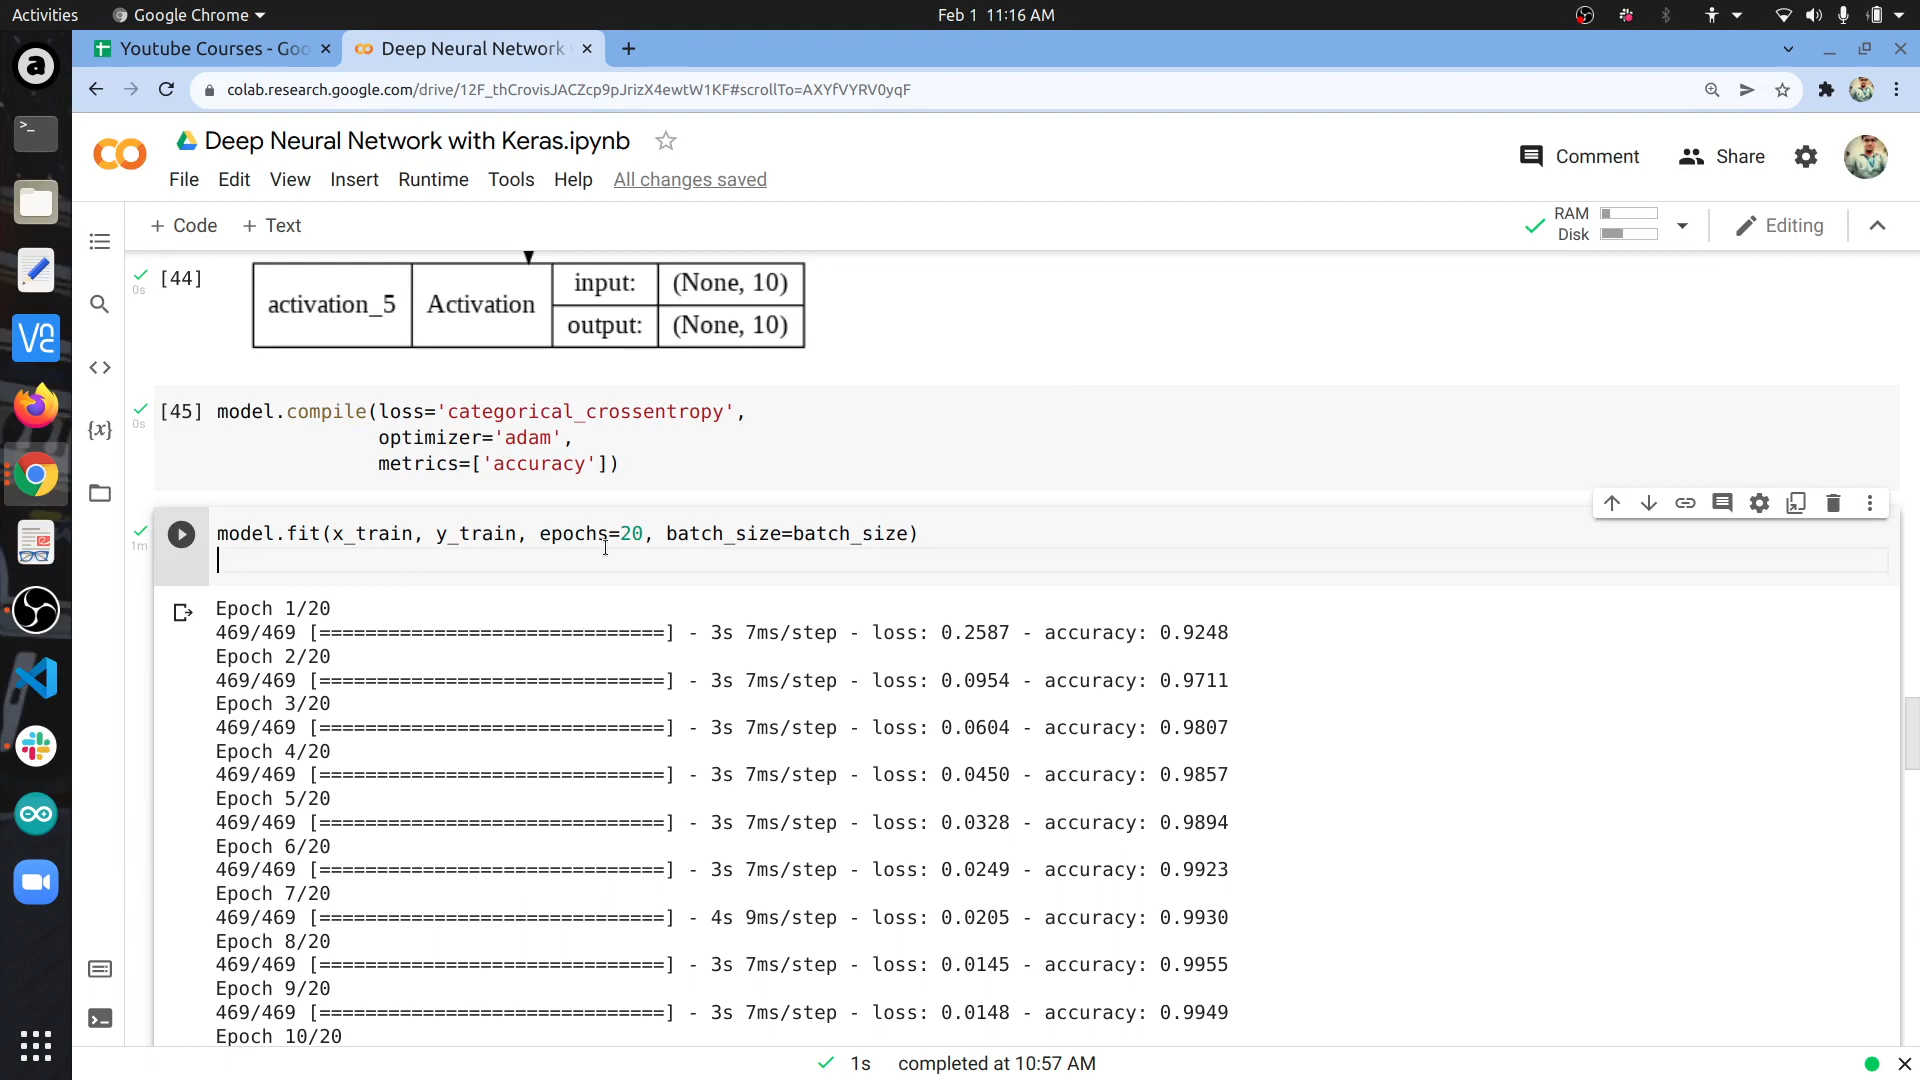 Activities
Google Chrome
Feb 1 11:16 AM
Youtube Courses - Goo
Deep Neural Network
colab.research.google.com/drive/12F_thCrovisJACZcp9pJrizX4ewtW1KF#scrollTo=AXYfVYRV0yqF
Deep Neural Network with Keras.ipynb
Comment
Share
File Edit View Insert Runtime Tools Help All changes saved
+ Code + Text
RAM
Disk
Editing
[44]
0s
activation_5 Activation
input: (None, 10)
output: (None, 10)
[45] model.compile(loss='categorical_crossentropy',
0s
optimizer='adam',
metrics=['accuracy'])
model.fit(x_train, y_train, epochs=20, batch_size=batch_size)
1m
Epoch 1/20
469/469 [==============================] - 3s 7ms/step - loss: 0.2587 - accuracy: 0.9248
Epoch 2/20
469/469 [==============================] - 3s 7ms/step - loss: 0.0954 - accuracy: 0.9711
Epoch 3/20
469/469 [==============================] - 3s 7ms/step - loss: 0.0604 - accuracy: 0.9807
Epoch 4/20
469/469 [==============================] - 3s 7ms/step - loss: 0.0450 - accuracy: 0.9857
Epoch 5/20
469/469 [==============================] - 3s 7ms/step - loss: 0.0328 - accuracy: 0.9894
Epoch 6/20
469/469 [==============================] - 3s 7ms/step - loss: 0.0249 - accuracy: 0.9923
Epoch 7/20
469/469 [==============================] - 4s 9ms/step - loss: 0.0205 - accuracy: 0.9930
Epoch 8/20
469/469 [==============================] - 3s 7ms/step - loss: 0.0145 - accuracy: 0.9955
Epoch 9/20
469/469 [==============================] - 3s 7ms/step - loss: 0.0148 - accuracy: 0.9949
Epoch 10/20
1s completed at 10:57 AM